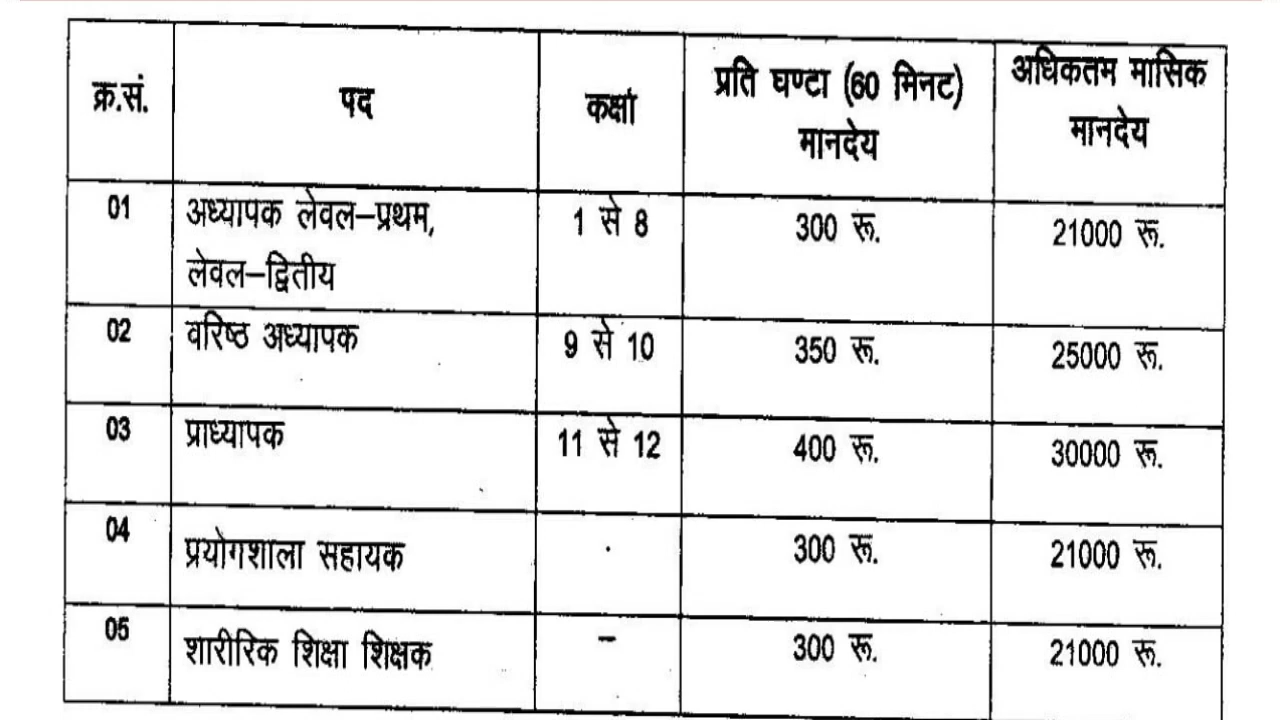 क्र.सं. पद कक्षा प्रति घण्टा (60 मिनट) मानदेय अधिकतम मासिक मानदेय
01 अध्यापक लेवल–प्रथम, लेवल–द्वितीय 1 से 8 300 रू. 21000 रू.
02 वरिष्ठ अध्यापक 9 से 10 350 रू. 25000 रू.
03 प्राध्यापक 11 से 12 400 रू. 30000 रू.
04 प्रयोगशाला सहायक . 300 रू. 21000 रू.
05 शारीरिक शिक्षा शिक्षक – 300 रू. 21000 रू.